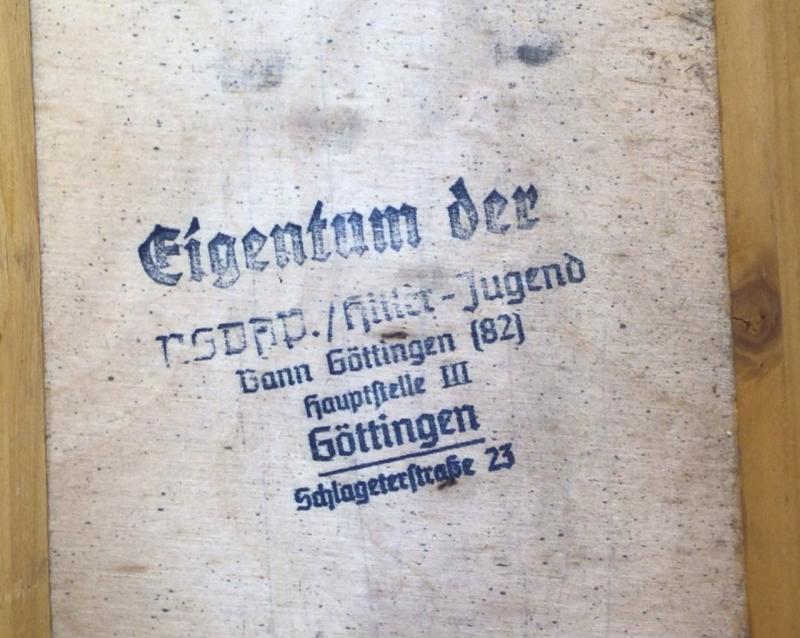 Eigentum der
NSDAP./Hitler-Jugend
Bann Göttingen (82)
Hauptstelle III
Göttingen
Schlageterstraße 23